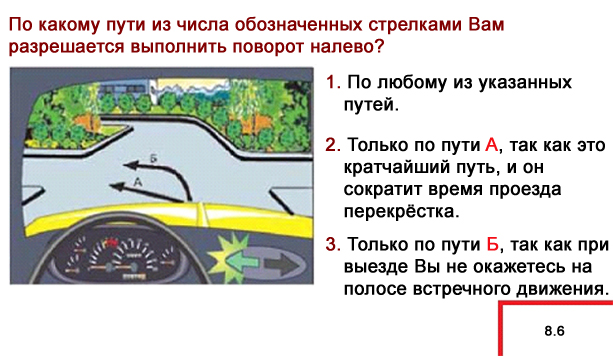 По какому пути из числа обозначенных стрелками Вам
разрешается выполнить поворот налево?
1. По любому из указанных
путей.
2. Только по пути А, так как это
кратчайший путь, и он
сократит время проезда
перекрёстка.
3. Только по пути Б, так как при
выезде Вы не окажетесь на
полосе встречного движения.
Б
А
8.6